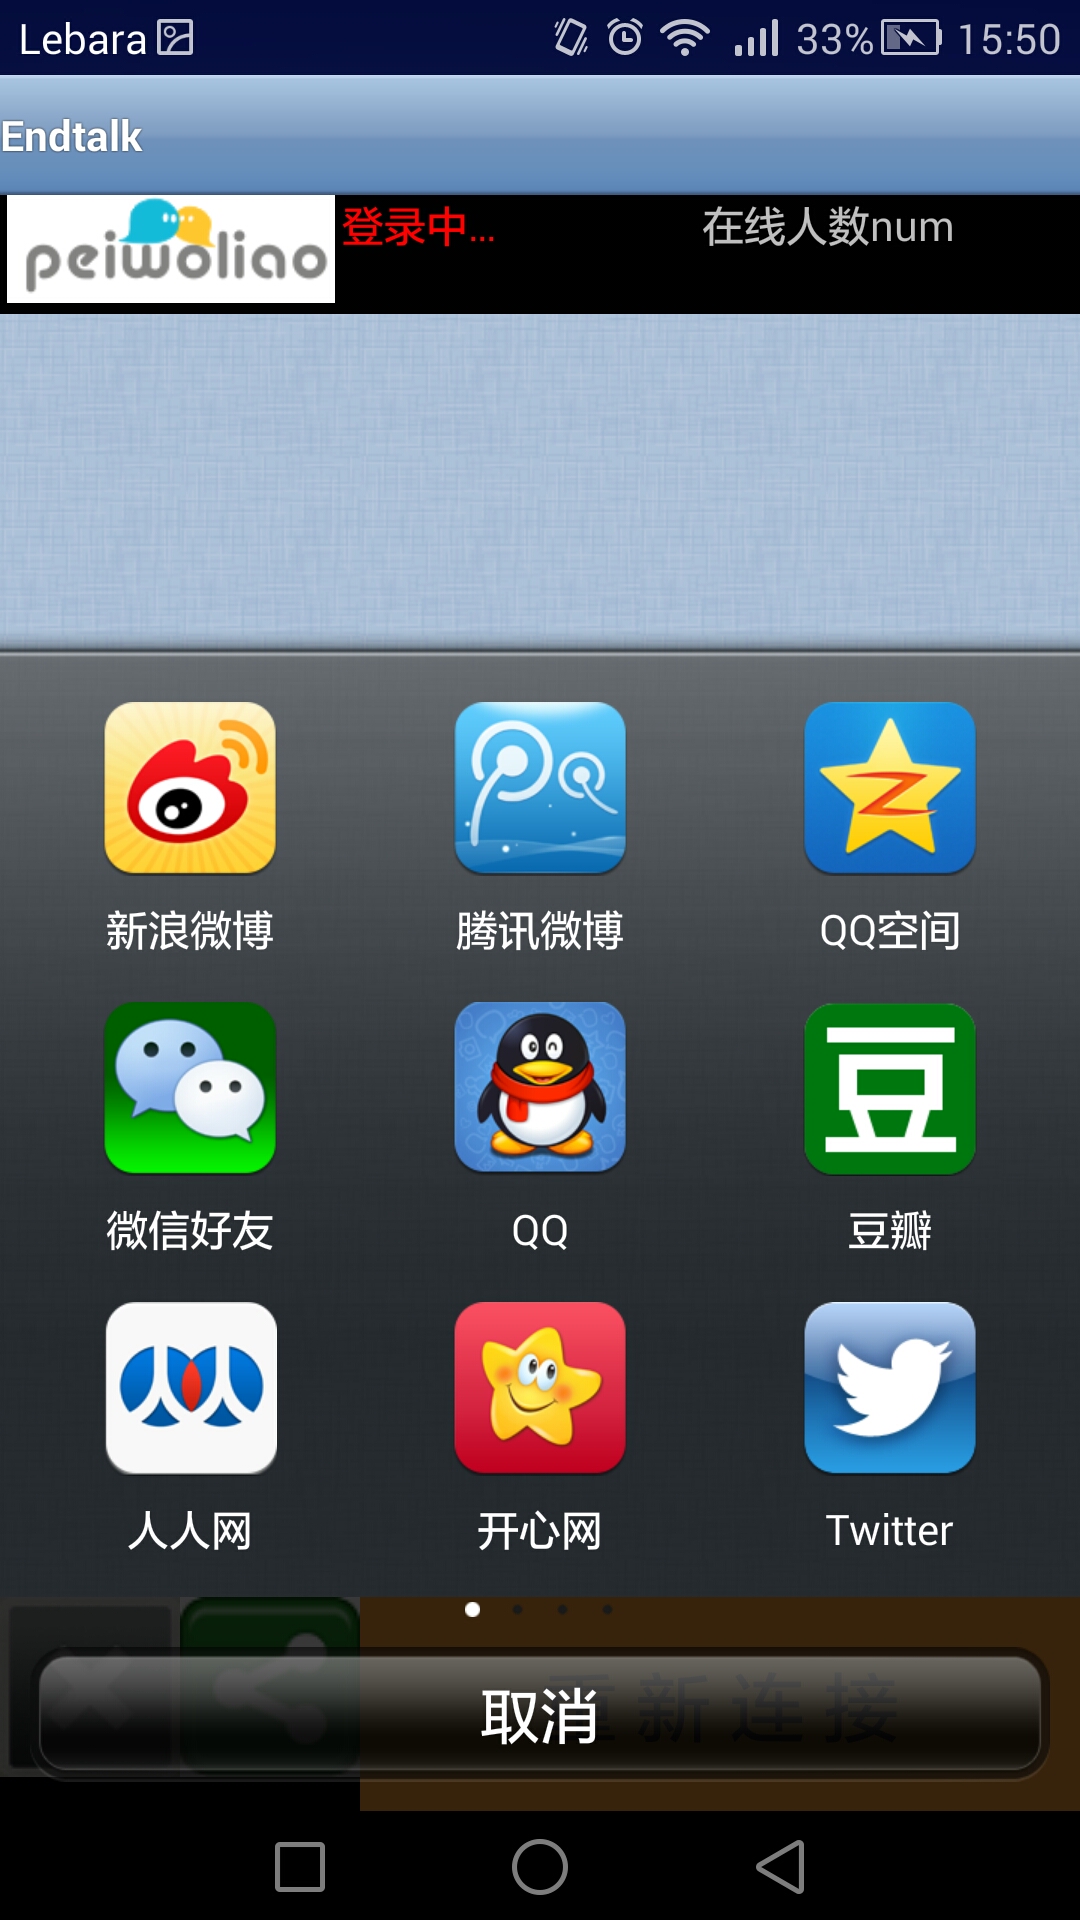 Lebara 33% 15:50
Endtalk
peiwoliao 登录中... 在线人数num
新浪微博 腾讯微博 QQ空间
豆
微信好友 QQ 豆瓣
人人网 开心网 Twitter
重新连接
取消